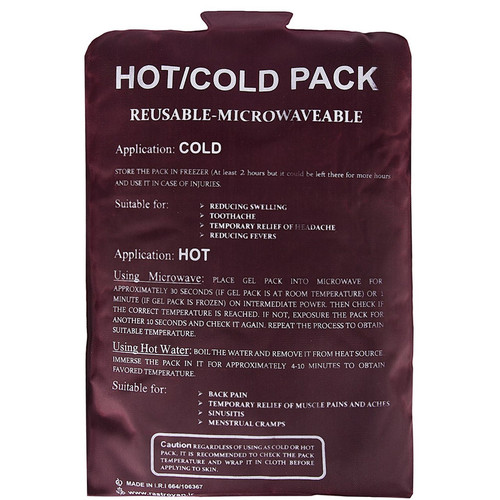 HOT/COLD PACK
REUSABLE-MICROWAVEABLE
Application: COLD
STORE THE PACK IN FREEZER (At least 2 hours but it could be left there for more hours
AND USE IT IN CASE OF INJURIES.
Suitable for:
➢ REDUCING SWELLING
➢ TOOTHACHE
➢ TEMPORARY RELIEF OF HEADACHE
➢ REDUCING FEVERS
Application: HOT
Using Microwave: PLACE GEL PACK INTO MICROWAVE FOR
APPROXIMATELY 30 SECONDS (IF GEL PACK IS AT ROOM TEMPERATURE) OR
MINUTE (IF GEL PACK IS FROZEN) ON INTERMEDIATE POWER. THEN CHECK IF
THE CORRECT TEMPERATURE IS REACHED. IF NOT, EXPOSURE THE PACK FOR
ANOTHER 10 SECONDS AND CHECK IT AGAIN. REPEAT THE PROCESS TO OBTAIN
SUITABLE TEMPERATURE.
Using Hot Water: BOIL THE WATER AND REMOVE IT FROM HEAT SOURCE
IMMERSE THE PACK IN IT FOR APPROXIMATELY 4-10 MINUTES TO OBTAIN
FAVORED TEMPERATURE.
Suitable for:
➢ BACK PAIN
➢ TEMPORARY RELIEF OF MUSCLE PAINS AND ACHES
➢ SINUSITIS
➢ MENSTRUAL CRAMPS
Caution REGARDLESS OF USING AS COLD OR HOT
PACK, IT IS RECOMMENDED TO CHECK THE PACK
TEMPERATURE AND WRAP IT IN CLOTH BEFORE
APPLYING TO SKIN.
MADE IN I.R.I 664/106367